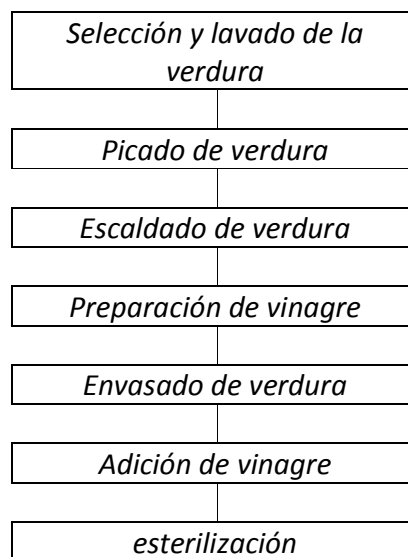 Selección y lavado de la
verdura
Picado de verdura
Escaldado de verdura
Preparación de vinagre
Envasado de verdura
Adición de vinagre
esterilización